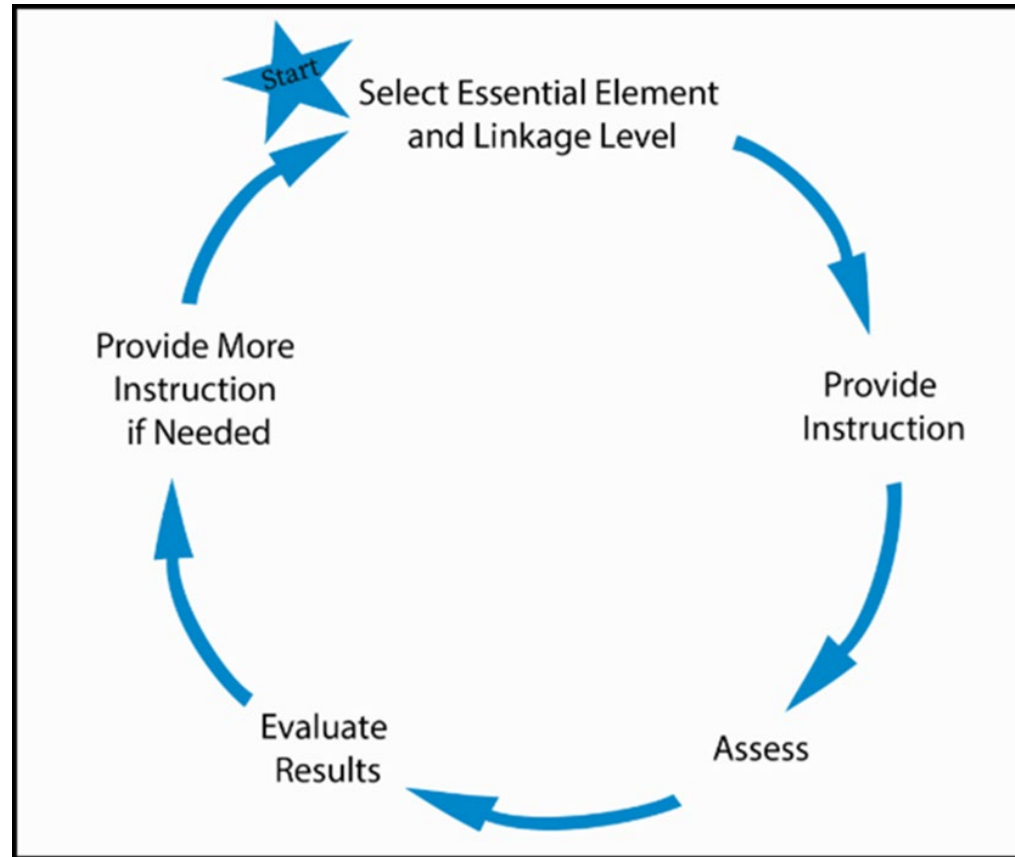 Start
Select Essential Element
and Linkage Level
Provide
Instruction
Assess
Evaluate
Results
Provide More
Instruction
if Needed